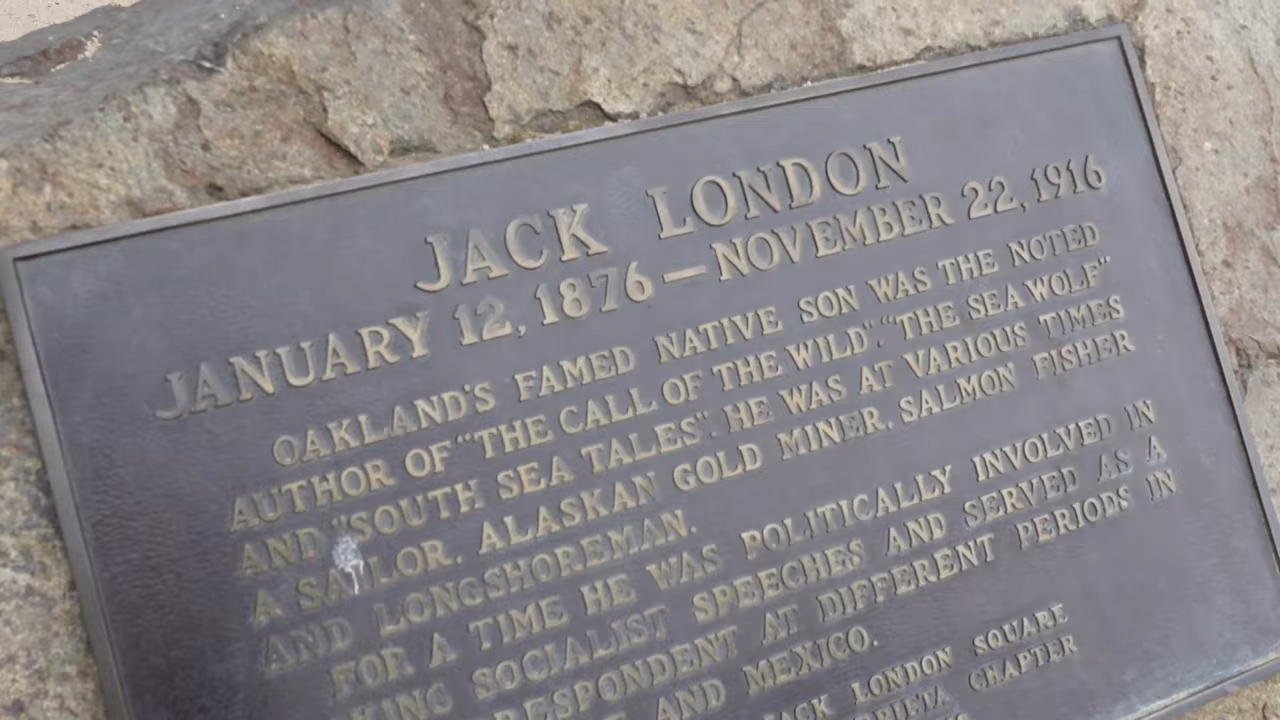 JACK LONDON
JANUARY 12, 1876 — NOVEMBER 22, 1916
OAKLAND'S FAMED NATIVE SON WAS THE NOTED
AUTHOR OF "THE CALL OF THE WILD", "THE SEA WOLF"
AND "SOUTH SEA TALES". HE WAS AT VARIOUS TIMES
A SAILOR, ALASKAN GOLD MINER, SALMON FISHER
AND LONGSHOREMAN.
FOR A TIME HE WAS POLITICALLY INVOLVED IN
SOCIALIST SPEECHES AND SERVED AS A
AT DIFFERENT PERIODS IN
AND MEXICO.
JACK LONDON SQUARE
CHAPTER